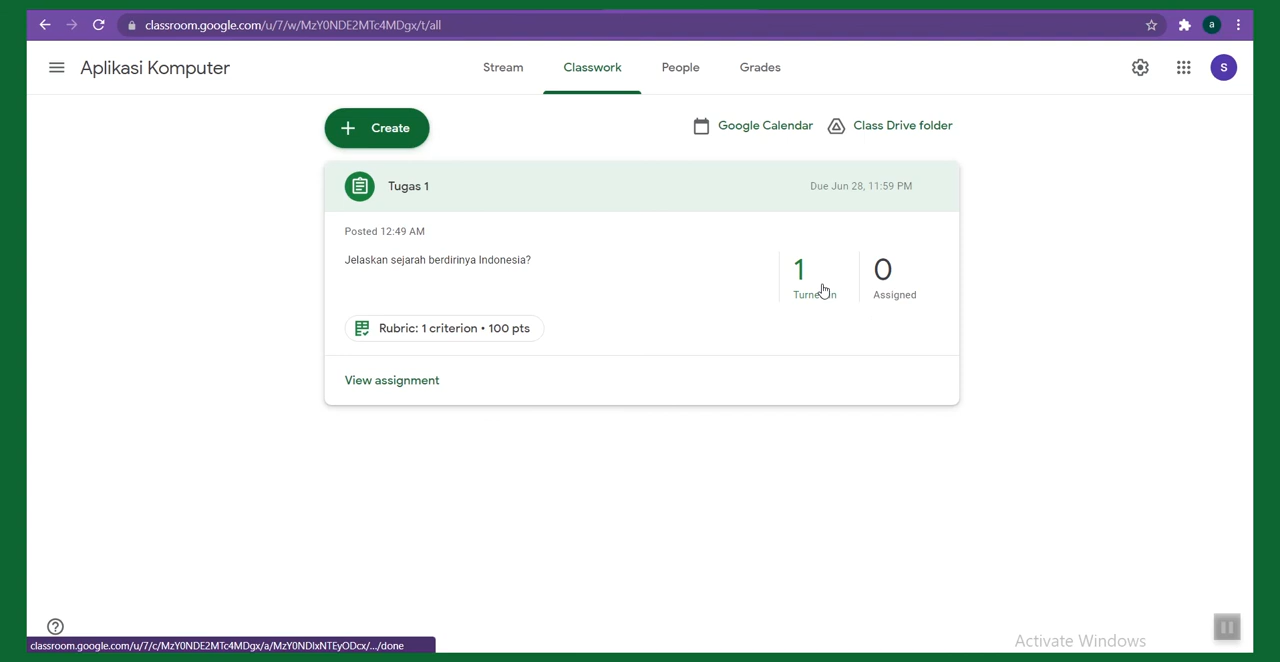 classroom.google.com/u/7/w/MzY0NDE2MTc4MDgx/t/all
a
Aplikasi Komputer
Stream
Classwork
People
Grades
S
+ Create
Google Calendar
Class Drive folder
Tugas 1
Due Jun 28, 11:59 PM
Posted 12:49 AM
Jelaskan sejarah berdirinya Indonesia?
1
0
Turned in
Assigned
Rubric: 1 criterion • 100 pts
View assignment
classroom.google.com/u/7/c/MzY0NDE2MTc4MDgx/a/MzY0NDIxNTEyODcx/.../done
Activate Windows